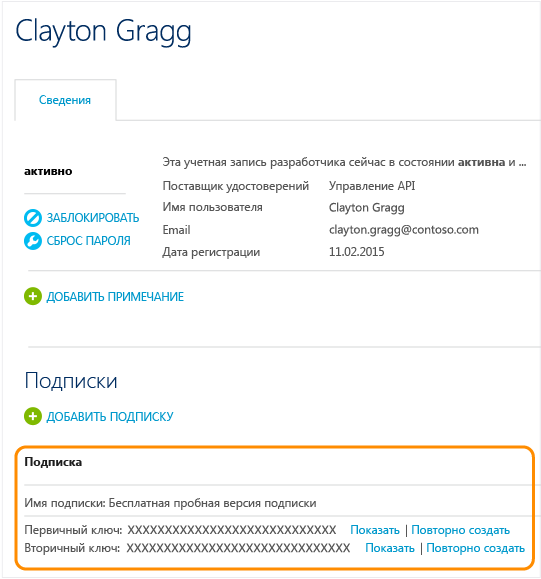 Clayton Gragg
Сведения
активно
Эта учетная запись разработчика сейчас в состоянии активна и ...
Поставщик удостоверений Управление API
Имя пользователя Clayton Gragg
Email clayton.gragg@contoso.com
Дата регистрации 11.02.2015
ЗАБЛОКИРОВАТЬ
СБРОС ПАРОЛЯ
ДОБАВИТЬ ПРИМЕЧАНИЕ
Подписки
ДОБАВИТЬ ПОДПИСКУ
Подписка
Имя подписки: Бесплатная пробная версия подписки
Первичный ключ: XXXXXXXXXXXXXXXXXXXXXXXXXXXX Показать | Повторно создать
Вторичный ключ: XXXXXXXXXXXXXXXXXXXXXXXXXXXXXX Показать | Повторно создать